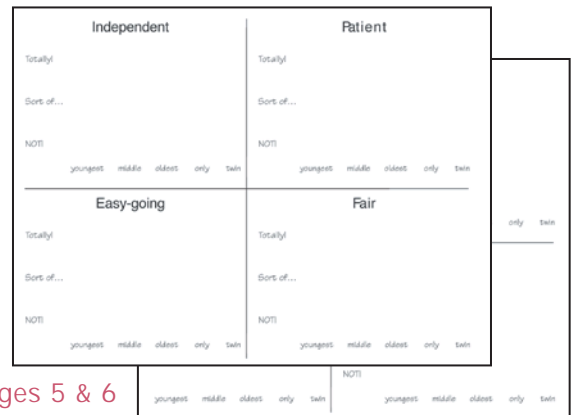 Independent Patient
Totally! Totally!
Sort of... Sort of...
NOT! NOT!
youngest middle oldest only twin youngest middle oldest only twin
Easy-going Fair
only twin
Totally! Totally!
Sort of... Sort of...
NOT! NOT!
youngest middle oldest only twin youngest middle oldest only twin
NOT!
ges 5 & 6
youngest middle oldest only twin youngest middle oldest only twin